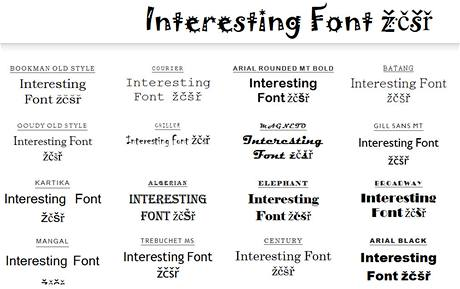 Interesting Font žčšř
BOOKMAN OLD STYLE
Interesting
Font žčšř
COURIER
Interesting
Font žčšř
ARIAL ROUNDED MT BOLD
Interesting
Font žčšř
BATANG
Interesting
Font žčšř
GOUDY OLD STYLE
Interesting Font
žčšř
CHILLER
Interesting Font žčšř
MAGNETO
Interesting
Font žčšř
GILL SANS MT
Interesting Font
žčšř
KARTIKA
Interesting Font
žčšř
ALGERIAN
INTERESTING
FONT žčšř
ELEPHANT
Interesting
Font žčšř
BROADWAY
Interesting
Font žčšř
MANGAL
Interesting Font
TREBUCHET MS
Interesting Font
žčšř
CENTURY
Interesting Font
žčšř
ARIAL BLACK
Interesting
Font žčšř